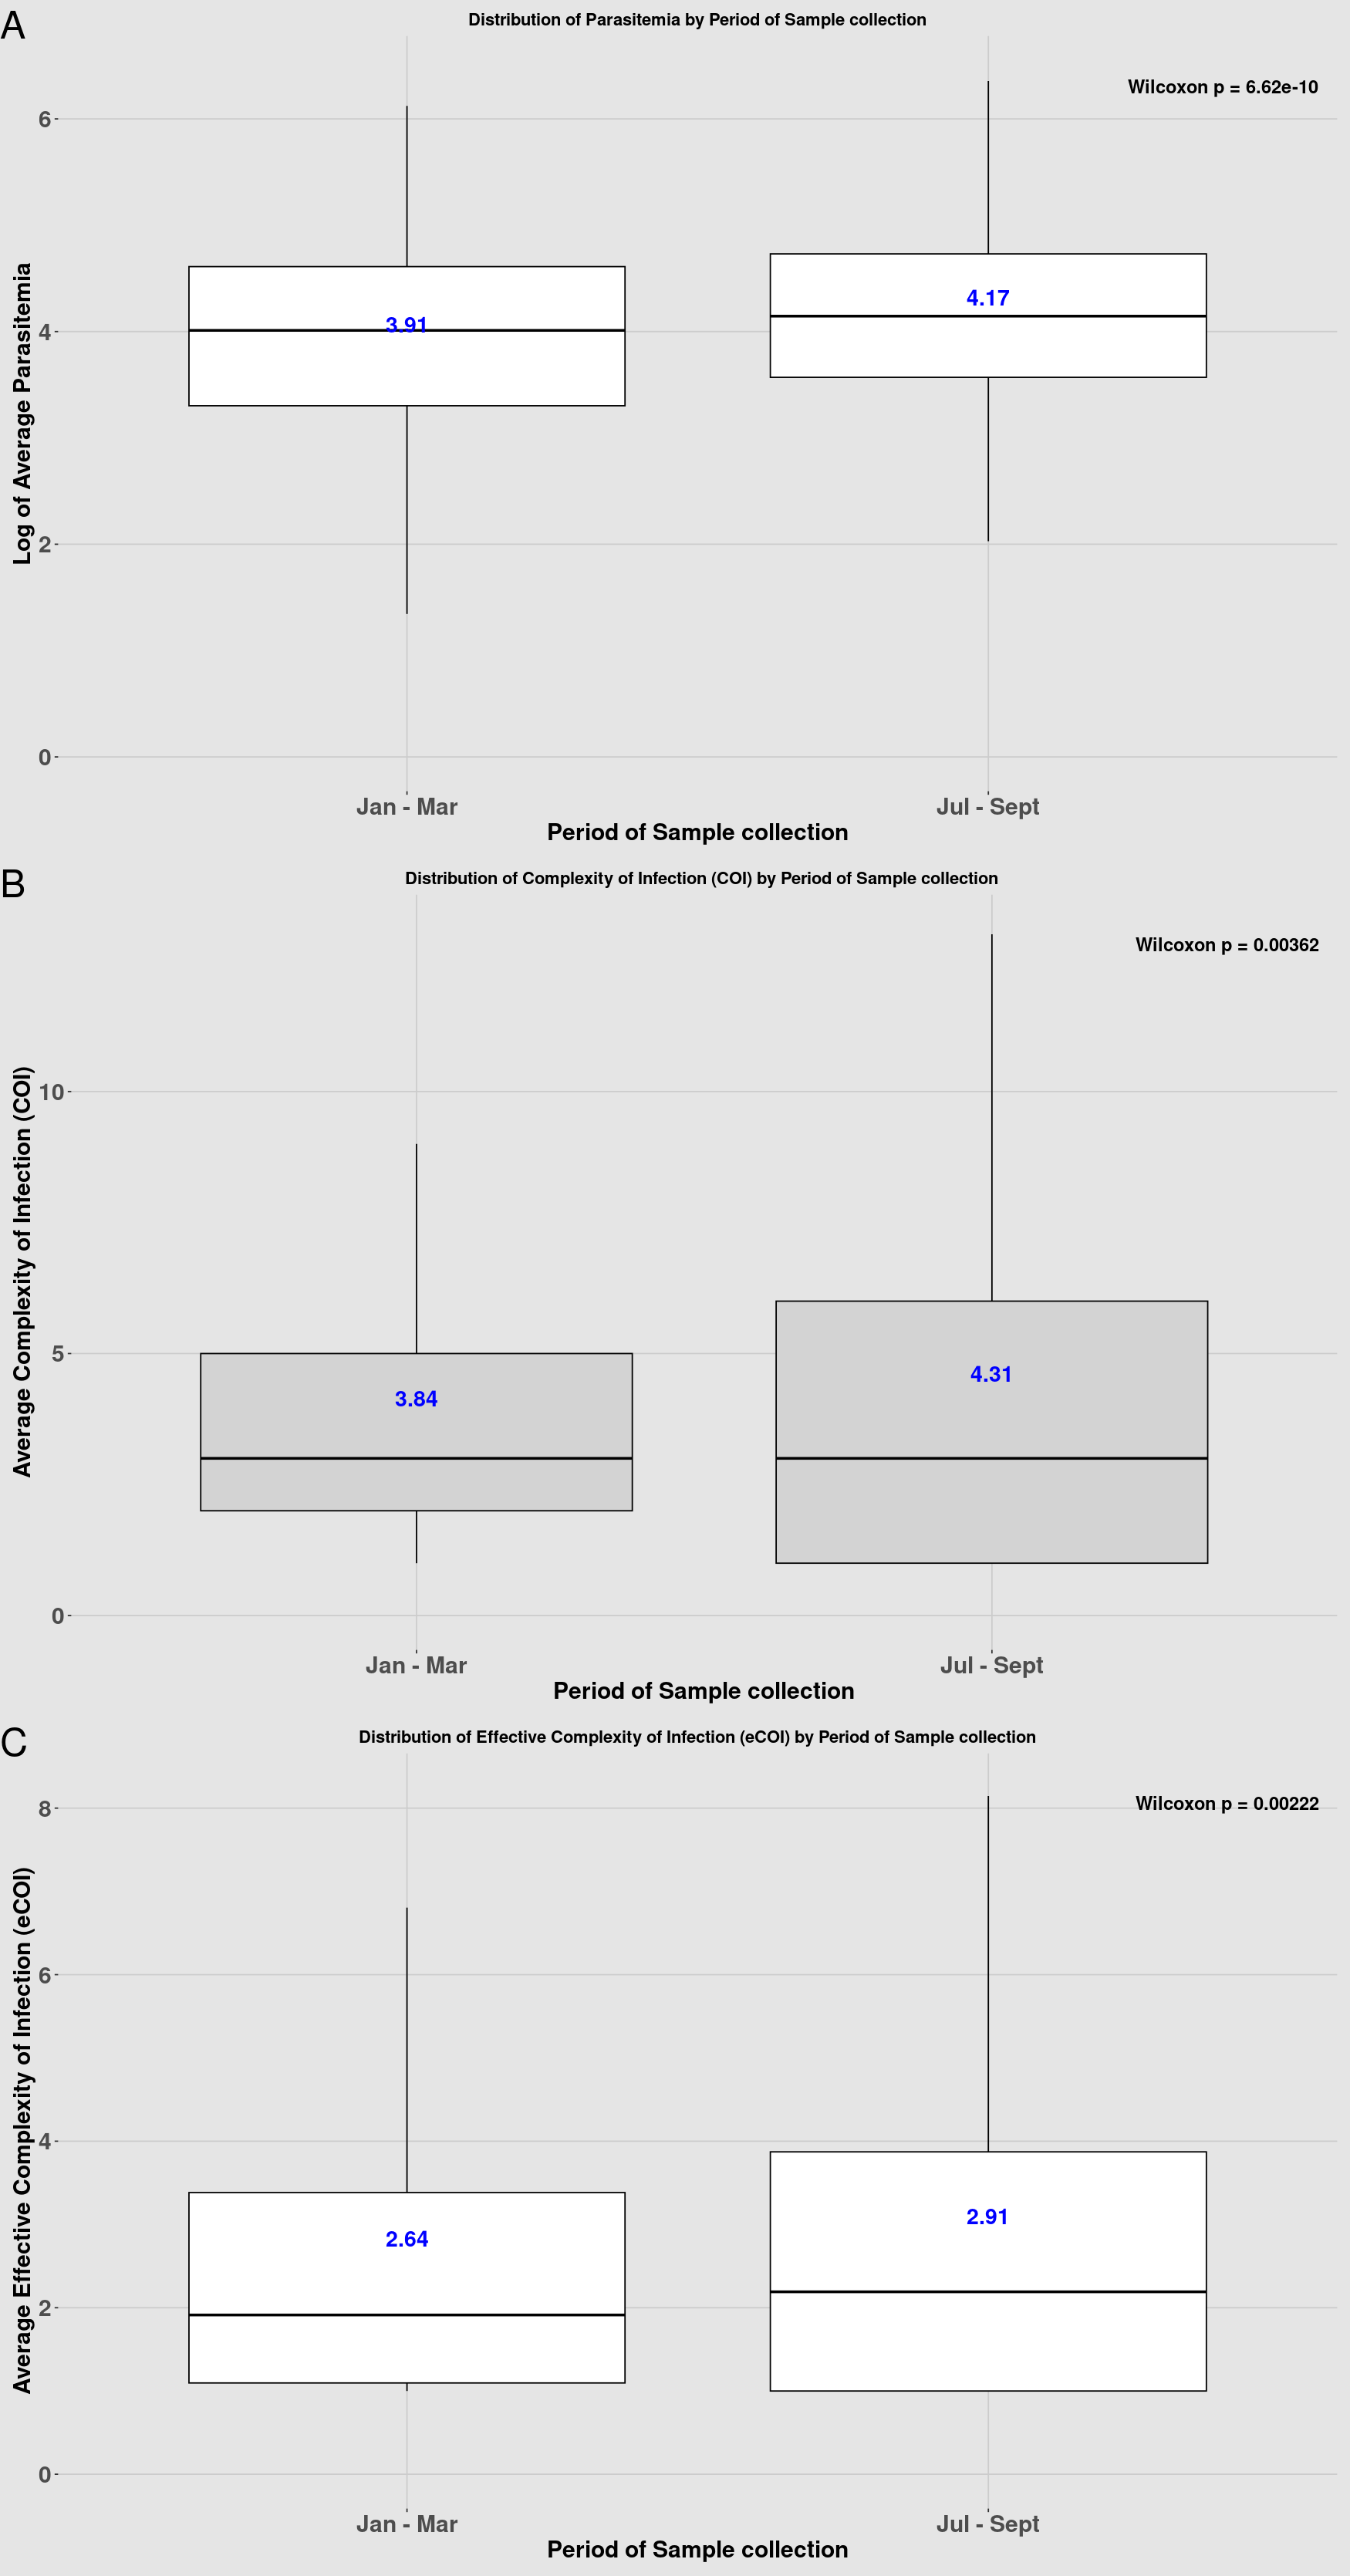 A
Distribution of Parasitemia by Period of Sample collection
Wilcoxon p = 6.62e-10
Log of Average Parasitemia
6
4
2
0
3.91
4.17
Jan - Mar
Jul - Sept
Period of Sample collection
B
Distribution of Complexity of Infection (COI) by Period of Sample collection
Wilcoxon p = 0.00362
Average Complexity of Infection (COI)
10
5
0
3.84
4.31
Jan - Mar
Jul - Sept
Period of Sample collection
C
Distribution of Effective Complexity of Infection (eCOI) by Period of Sample collection
Wilcoxon p = 0.00222
Average Effective Complexity of Infection (eCOI)
8
6
4
2
0
2.64
2.91
Jan - Mar
Jul - Sept
Period of Sample collection